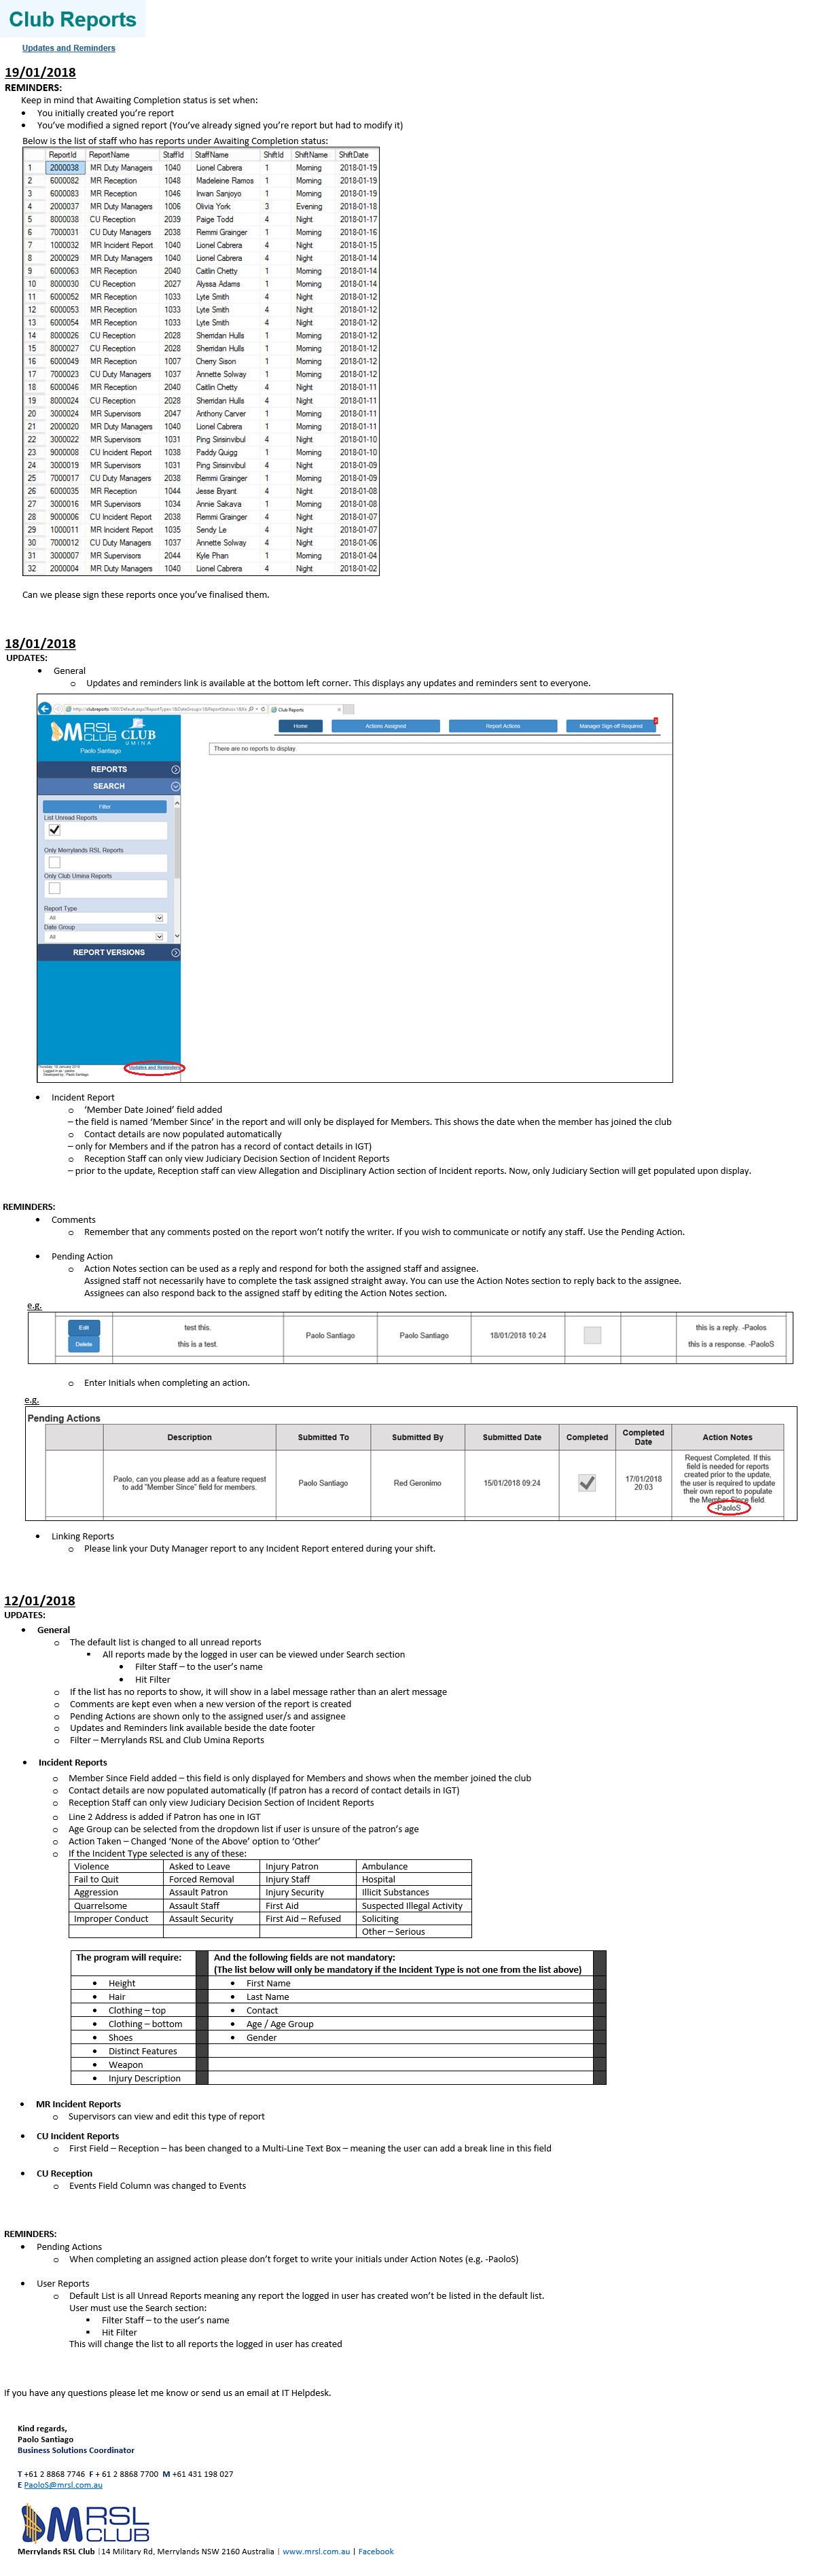 Club Reports
Updates and Reminders
19/01/2018
REMINDERS:
Keep in mind that Awaiting Completion status is set when:
• You initially created you're report
• You've modified a signed report (You've already signed you're report but had to modify it)
Below is the list of staff who has reports under Awaiting Completion status:
ReportId ReportName StaffId StaffName ShiftId ShiftName ShiftDate
1 2000038 MR Duty Managers 1040 Lionel Cabrera 1 Morning 2018-01-19
2 6000082 MR Reception 1048 Madeleine Ramos 1 Morning 2018-01-19
3 6000083 MR Reception 1046 Irwan Sanjoyo 1 Morning 2018-01-19
4 2000037 MR Duty Managers 1006 Olivia York 3 Evening 2018-01-18
5 8000038 CU Reception 2039 Paige Todd 4 Night 2018-01-17
6 7000031 CU Duty Managers 2038 Remmi Grainger 1 Morning 2018-01-16
7 1000032 MR Incident Report 1040 Lionel Cabrera 4 Night 2018-01-15
8 2000029 MR Duty Managers 1040 Lionel Cabrera 4 Night 2018-01-14
9 6000063 MR Reception 2040 Caitlin Chetty 1 Morning 2018-01-14
10 8000030 CU Reception 2027 Alyssa Adams 1 Morning 2018-01-14
11 6000052 MR Reception 1033 Lyte Smith 4 Night 2018-01-12
12 6000053 MR Reception 1033 Lyte Smith 4 Night 2018-01-12
13 6000054 MR Reception 1033 Lyte Smith 4 Night 2018-01-12
14 8000026 CU Reception 2028 Sherridan Hulls 1 Morning 2018-01-12
15 8000027 CU Reception 2028 Sherridan Hulls 1 Morning 2018-01-12
16 6000049 MR Reception 1007 Cherry Sison 1 Morning 2018-01-12
17 7000023 CU Duty Managers 1037 Annette Solway 1 Morning 2018-01-12
18 6000046 MR Reception 2040 Caitlin Chetty 4 Night 2018-01-11
19 8000024 CU Reception 2028 Sherridan Hulls 4 Night 2018-01-11
20 3000024 MR Supervisors 2047 Anthony Carver 1 Morning 2018-01-11
21 2000020 MR Duty Managers 1040 Lionel Cabrera 1 Morning 2018-01-11
22 3000022 MR Supervisors 1031 Ping Sirisinvibul 4 Night 2018-01-10
23 9000008 CU Incident Report 1038 Paddy Quigg 1 Morning 2018-01-10
24 3000019 MR Supervisors 1031 Ping Sirisinvibul 4 Night 2018-01-09
25 7000017 CU Duty Managers 2038 Remmi Grainger 1 Morning 2018-01-09
26 6000035 MR Reception 1044 Jesse Bryant 4 Night 2018-01-08
27 3000016 MR Supervisors 1034 Annie Sakava 1 Morning 2018-01-08
28 9000006 CU Incident Report 2038 Remmi Grainger 4 Night 2018-01-07
29 1000011 MR Incident Report 1035 Sendy Le 4 Night 2018-01-07
30 7000012 CU Duty Managers 1037 Annette Solway 4 Night 2018-01-06
31 3000007 MR Supervisors 2044 Kyle Phan 1 Morning 2018-01-04
32 2000004 MR Duty Managers 1040 Lionel Cabrera 4 Night 2018-01-02
Can we please sign these reports once you've finalised them.
18/01/2018
UPDATES:
• General
o Updates and reminders link is available at the bottom left corner. This displays any updates and reminders sent to everyone.
Club Reports
MRSL CLUB CLUB UMINA
Paolo Santiago
Home Actions Assigned Report Actions Manager Sign-off Required
There are no reports to display.
REPORTS
SEARCH
Filter
List Unread Reports
Only Merrylands RSL Reports
Only Club Umina Reports
Report Type
All
Date Group
All
REPORT VERSIONS
Thursday, 18 January 2018
Developed by: Paolo Santiago
Updates and Reminders
• Incident Report
o 'Member Date Joined' field added
– the field is named 'Member Since' in the report and will only be displayed for Members. This shows the date when the member has joined the club
o Contact details are now populated automatically
– only for Members and if the patron has a record of contact details in IGT)
o Reception Staff can only view Judiciary Decision Section of Incident Reports
– prior to the update, Reception staff can view Allegation and Disciplinary Action section of Incident reports. Now, only Judiciary Section will get populated upon display.
REMINDERS:
• Comments
o Remember that any comments posted on the report won't notify the writer. If you wish to communicate or notify any staff. Use the Pending Action.
• Pending Action
o Action Notes section can be used as a reply and respond for both the assigned staff and assignee.
Assigned staff not necessarily have to complete the task assigned straight away. You can use the Action Notes section to reply back to the assignee.
Assignees can also respond back to the assigned staff by editing the Action Notes section.
e.g.
Edit
Delete
test this.
this is a test.
Paolo Santiago Paolo Santiago 18/01/2018 10:24
this is a reply. -Paolos
this is a response. -PaoloS
o Enter Initials when completing an action.
e.g.
Pending Actions
Description Submitted To Submitted By Submitted Date Completed Completed Date Action Notes
Paolo, can you please add as a feature request
to add "Member Since" field for members.
Paolo Santiago Red Geronimo 15/01/2018 09:24
17/01/2018
20:03
Request Completed. If this
field is needed for reports
created prior to the update,
the user is required to update
their own report to populate
the Member Since field.
-PaoloS
• Linking Reports
o Please link your Duty Manager report to any Incident Report entered during your shift.
12/01/2018
UPDATES:
• General
o The default list is changed to all unread reports
▪ All reports made by the logged in user can be viewed under Search section
• Filter Staff – to the user's name
• Hit Filter
o If the list has no reports to show, it will show in a label message rather than an alert message
o Comments are kept even when a new version of the report is created
o Pending Actions are shown only to the assigned user/s and assignee
o Updates and Reminders link available beside the date footer
o Filter – Merrylands RSL and Club Umina Reports
• Incident Reports
o Member Since Field added – this field is only displayed for Members and shows when the member joined the club
o Contact details are now populated automatically (If patron has a record of contact details in IGT)
o Reception Staff can only view Judiciary Decision Section of Incident Reports
o Line 2 Address is added if Patron has one in IGT
o Age Group can be selected from the dropdown list if user is unsure of the patron's age
o Action Taken – Changed 'None of the Above' option to 'Other'
o If the Incident Type selected is any of these:
Violence Asked to Leave Injury Patron Ambulance
Fail to Quit Forced Removal Injury Staff Hospital
Aggression Assault Patron Injury Security Illicit Substances
Quarrelsome Assault Staff First Aid Suspected Illegal Activity
Improper Conduct Assault Security First Aid – Refused Soliciting
Other – Serious
The program will require: And the following fields are not mandatory:
(The list below will only be mandatory if the Incident Type is not one from the list above)
• Height • First Name
• Hair • Last Name
• Clothing – top • Contact
• Clothing – bottom • Age / Age Group
• Shoes • Gender
• Distinct Features
• Weapon
• Injury Description
• MR Incident Reports
o Supervisors can view and edit this type of report
• CU Incident Reports
o First Field – Reception – has been changed to a Multi-Line Text Box – meaning the user can add a break line in this field
• CU Reception
o Events Field Column was changed to Events
REMINDERS:
• Pending Actions
o When completing an assigned action please don't forget to write your initials under Action Notes (e.g. -PaoloS)
• User Reports
o Default List is all Unread Reports meaning any report the logged in user has created won't be listed in the default list.
User must use the Search section:
▪ Filter Staff – to the user's name
▪ Hit Filter
This will change the list to all reports the logged in user has created
If you have any questions please let me know or send us an email at IT Helpdesk.
Kind regards,
Paolo Santiago
Business Solutions Coordinator
T +61 2 8868 7746 F + 61 2 8868 7700 M +61 431 198 027
E PaoloS@mrsl.com.au
MRSL CLUB
Merrylands RSL Club | 14 Military Rd, Merrylands NSW 2160 Australia | www.mrsl.com.au | Facebook